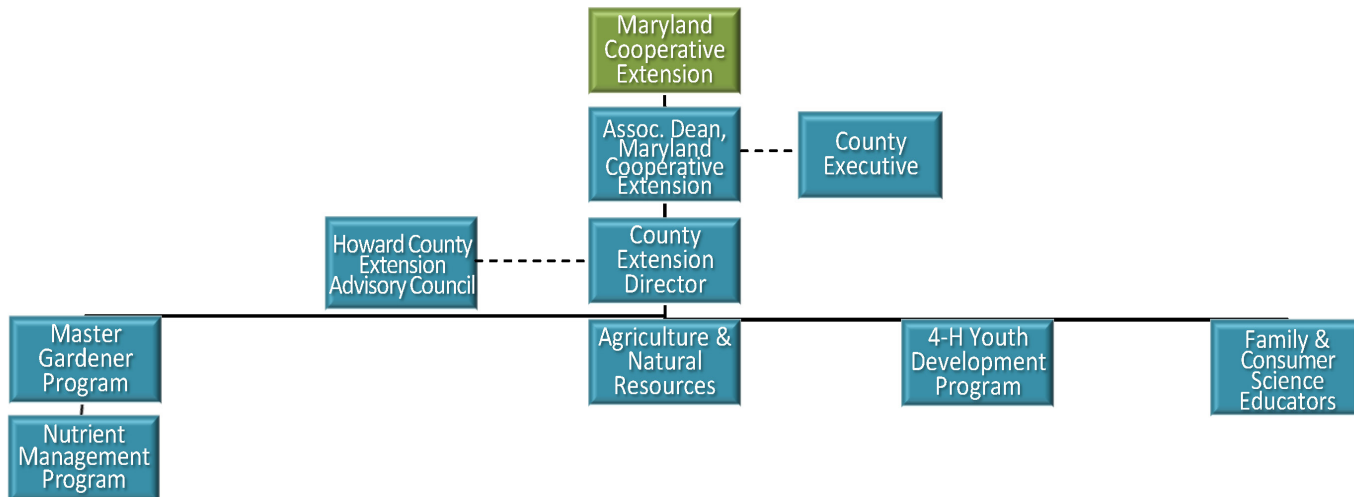 Maryland
Cooperative
Extension
Assoc. Dean,
Maryland
Cooperative
Extension
County
Executive
Howard County
Extension
Advisory Council
County
Extension
Director
Master
Gardener
Program
Agriculture &
Natural
Resources
4-H Youth
Development
Program
Family &
Consumer
Science
Educators
Nutrient
Management
Program